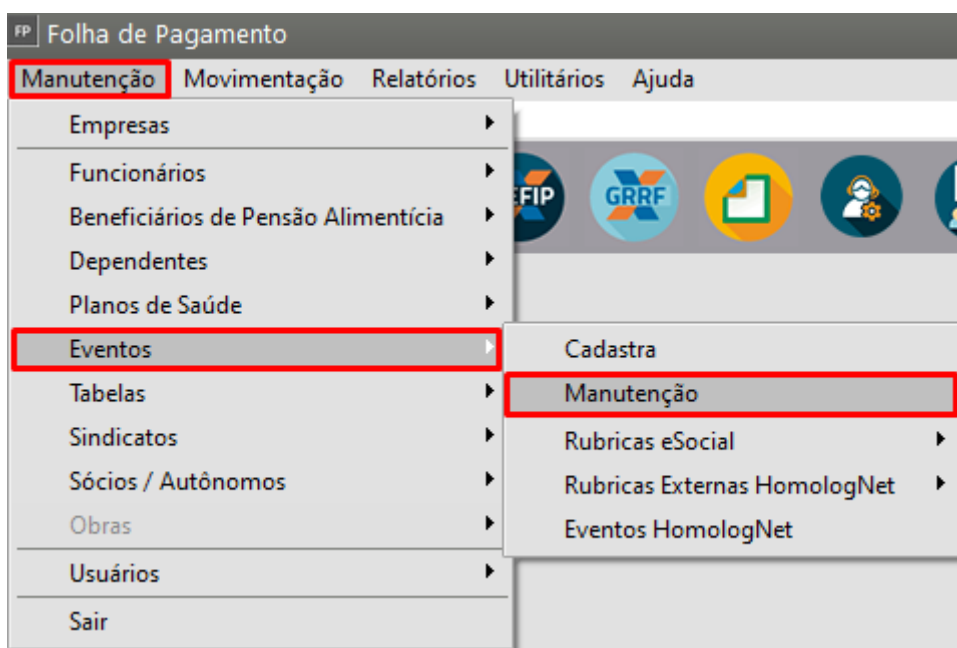 FP Folha de Pagamento
Manutenção Movimentação Relatórios Utilitários Ajuda
Empresas
Funcionários
Beneficiários de Pensão Alimentícia
Dependentes
Planos de Saúde
Eventos
Tabelas
Sindicatos
Sócios / Autônomos
Obras
Usuários
Sair
EFIP
GRRF
Cadastra
Manutenção
Rubricas eSocial
Rubricas Externas HomologNet
Eventos HomologNet